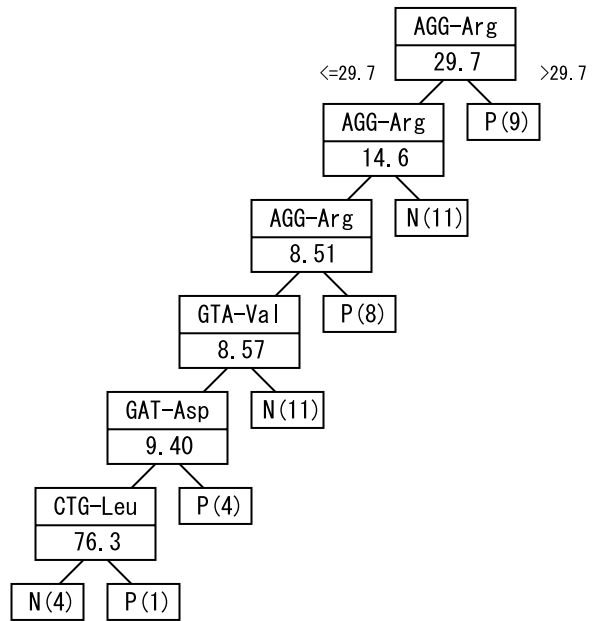 AGG-Arg
29.7
<=29.7
>29.7
AGG-Arg
14.6
P(9)
AGG-Arg
8.51
N(11)
GTA-Val
8.57
P(8)
GAT-Asp
9.40
N(11)
CTG-Leu
76.3
P(4)
N(4)
P(1)